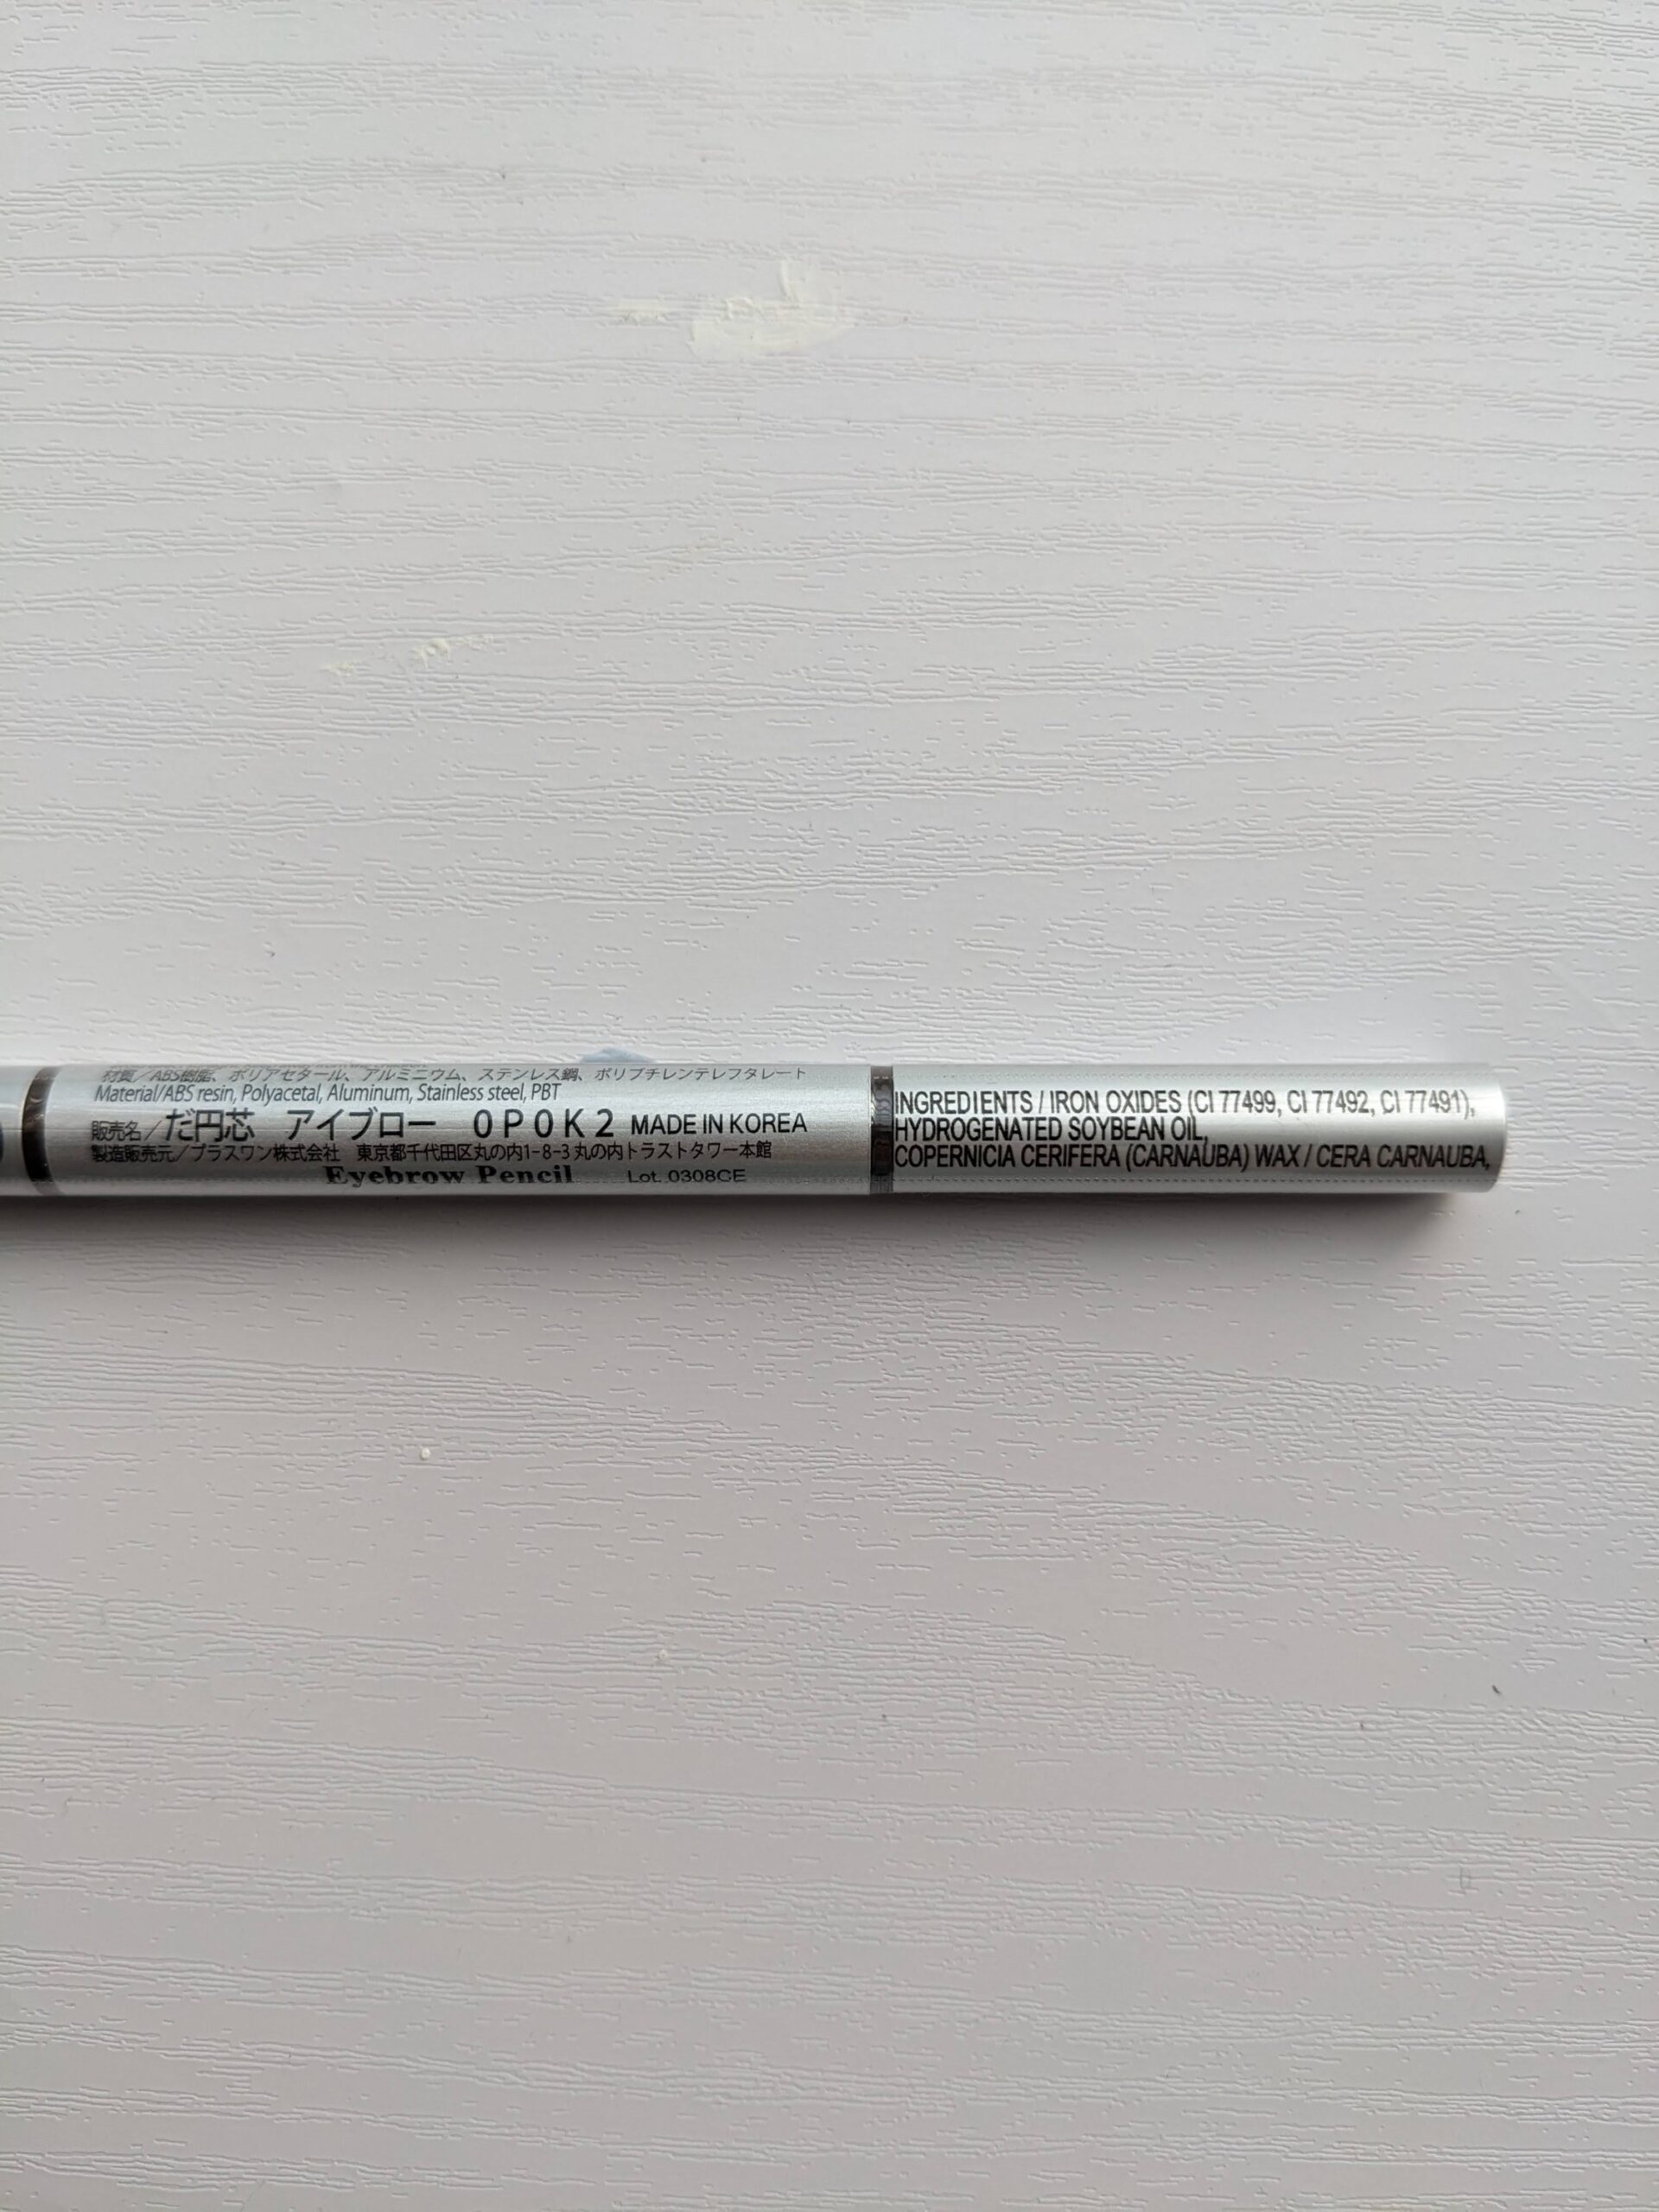 材質／ABS樹脂、ポリアセタール、アルミニウム、ステンレス鋼、ポリブチレンテレフタレート
Material/ABS resin, Polyacetal, Aluminum, Stainless steel, PBT
販売名／だ円芯 アイブロー OPOK2 MADE IN KOREA
製造販売元／プラスワン株式会社 東京都千代田区丸の内1-8-3 丸の内トラストタワー本館
Eyebrow Pencil Lot. 0308CE
INGREDIENTS / IRON OXIDES (CI 77499, CI 77492, CI 77491),
HYDROGENATED SOYBEAN OIL,
COPERNICIA CERIFERA (CARNAUBA) WAX / CERA CARNAUBA,